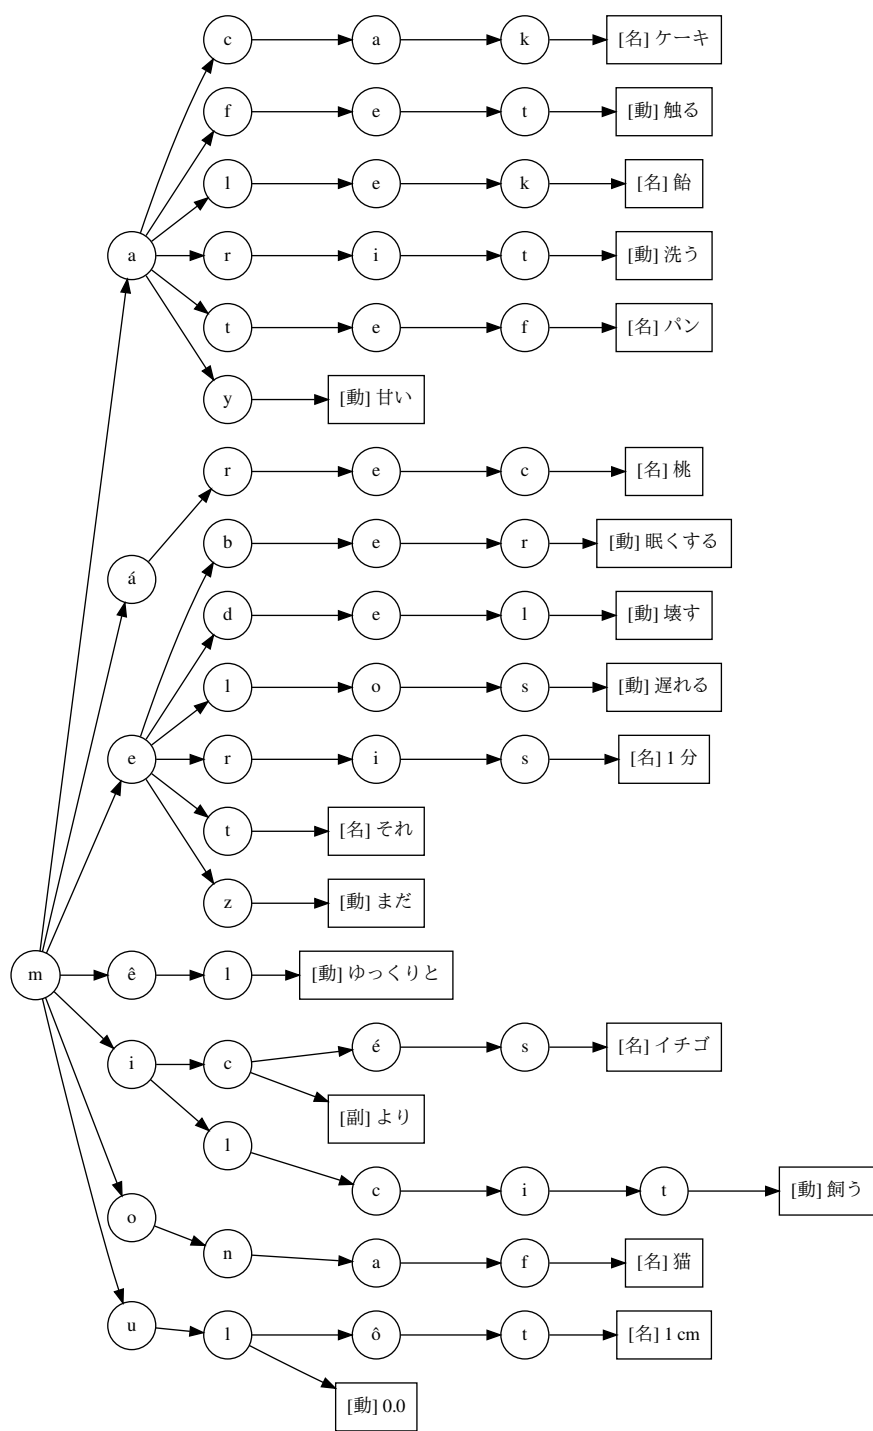 c a k [名] ケーキ
f e t [動] 触る
l e k [名] 飴
a r i t [動] 洗う
t e f [名] パン
y [動] 甘い
r e c [名] 桃
b e r [動] 眠くする
á
d e l [動] 壊す
l o s [動] 遅れる
e r i s [名] 1 分
t [名] それ
z [動] まだ
m ê l [動] ゆっくりと
i c é s [名] イチゴ
[副] より
l c i t [動] 飼う
o n a f [名] 猫
u l ô t [名] 1 cm
[動] 0.0